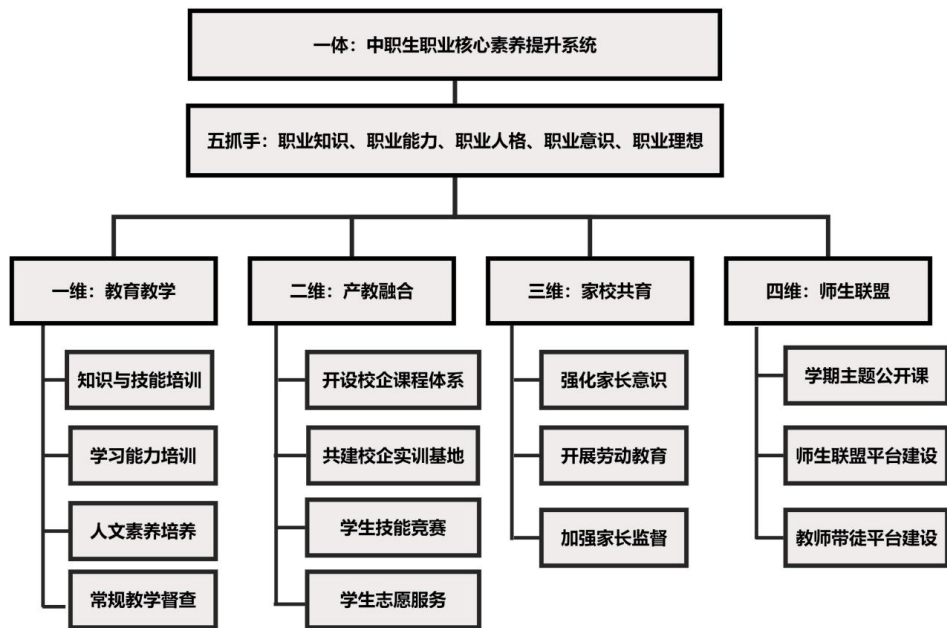 一体：中职生职业核心素养提升系统
五抓手：职业知识、职业能力、职业人格、职业意识、职业理想
一维：教育教学
二维：产教融合
三维：家校共育
四维：师生联盟
知识与技能培训
学习能力培训
人文素养培养
常规教学督查
开设校企课程体系
共建校企实训基地
学生技能竞赛
学生志愿服务
强化家长意识
开展劳动教育
加强家长监督
学期主题公开课
师生联盟平台建设
教师带徒平台建设